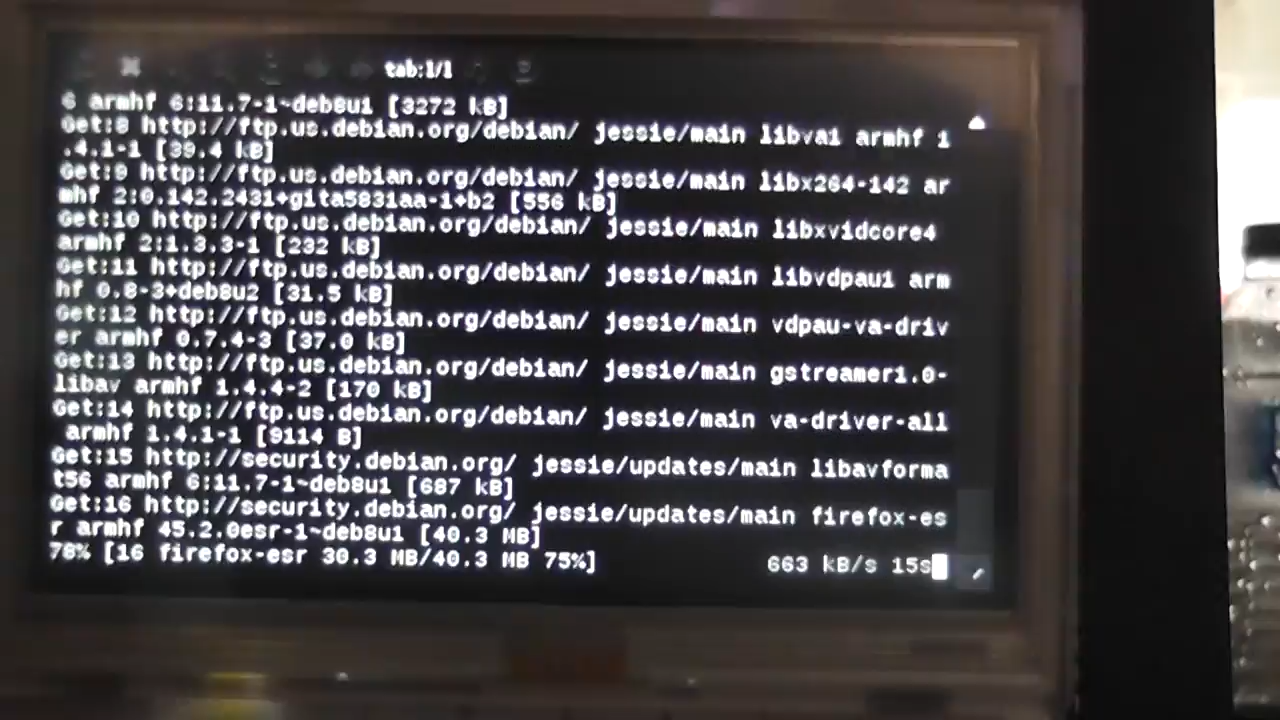 tab:1/1
6 armhf 6:11.7-1~deb8u1 [3272 kB]
Get:8 http://ftp.us.debian.org/debian/ jessie/main libva1 armhf 1
.4.1-1 [39.4 kB]
Get:9 http://ftp.us.debian.org/debian/ jessie/main libx264-142 ar
mhf 2:0.142.2431+gita5831aa-1+b2 [556 kB]
Get:10 http://ftp.us.debian.org/debian/ jessie/main libxvidcore4
armhf 2:1.3.3-1 [232 kB]
Get:11 http://ftp.us.debian.org/debian/ jessie/main libvdpau1 arm
hf 0.8-3+deb8u2 [31.5 kB]
Get:12 http://ftp.us.debian.org/debian/ jessie/main vdpau-va-driv
er armhf 0.7.4-3 [37.0 kB]
Get:13 http://ftp.us.debian.org/debian/ jessie/main gstreamer1.0-
libav armhf 1.4.4-2 [170 kB]
Get:14 http://ftp.us.debian.org/debian/ jessie/main va-driver-all
armhf 1.4.1-1 [9114 B]
Get:15 http://security.debian.org/ jessie/updates/main libavforma
t56 armhf 6:11.7-1~deb8u1 [687 kB]
Get:16 http://security.debian.org/ jessie/updates/main firefox-es
r armhf 45.2.0esr-1~deb8u1 [40.3 MB]
78% [16 firefox-esr 30.3 MB/40.3 MB 75%] 663 kB/s 15s